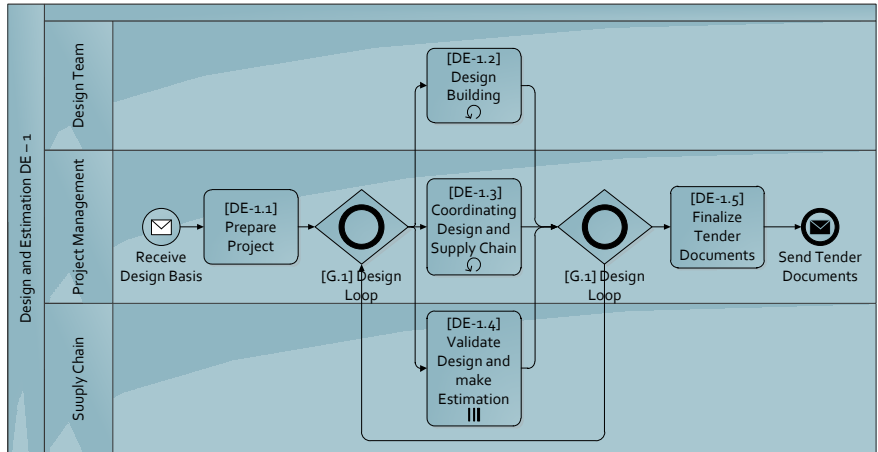 Design and Estimation DE – 1
Design Team
[DE-1.2]
Design
Building
Project Management
Receive
Design Basis
[DE-1.1]
Prepare
Project
[G.1] Design
Loop
[DE-1.3]
Coordinating
Design and
Supply Chain
[G.1] Design
Loop
[DE-1.5]
Finalize
Tender
Documents
Send Tender
Documents
Suuply Chain
[DE-1.4]
Validate
Design and
make
Estimation